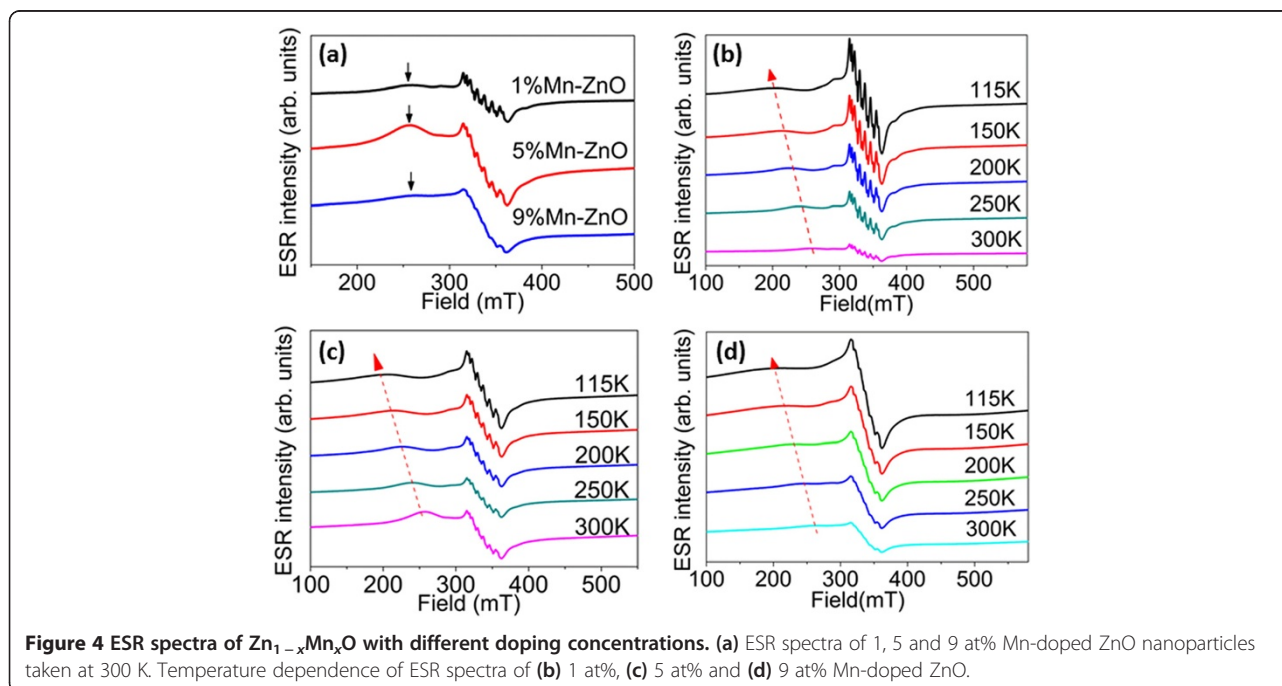 (a)
ESR intensity (arb. units)
1%Mn-ZnO
5%Mn-ZnO
9%Mn-ZnO
200 300 400 500
Field (mT)
(b)
ESR intensity (arb. units)
115K
150K
200K
250K
300K
100 200 300 400 500
Field(mT)
(c)
ESR intensity (arb. units)
115K
150K
200K
250K
300K
100 200 300 400 500
Field (mT)
(d)
ESR intensity (arb. units)
115K
150K
200K
250K
300K
100 200 300 400 500
Field(mT)
Figure 4 ESR spectra of Zn1 − xMnxO with different doping concentrations. (a) ESR spectra of 1, 5 and 9 at% Mn-doped ZnO nanoparticles
taken at 300 K. Temperature dependence of ESR spectra of (b) 1 at%, (c) 5 at% and (d) 9 at% Mn-doped ZnO.